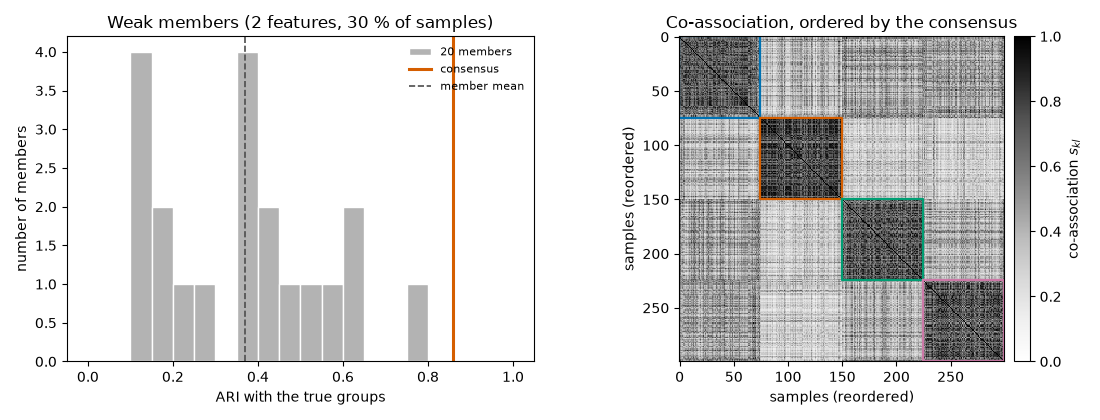 Weak members (2 features, 30 % of samples)
4.0
3.5
3.0
2.5
2.0
1.5
1.0
0.5
0.0
number of members
20 members
consensus
member mean
0.0 0.2 0.4 0.6 0.8 1.0
ARI with the true groups
Co-association, ordered by the consensus
0
50
100
150
200
250
samples (reordered)
0 50 100 150 200 250
samples (reordered)
1.0
0.8
0.6
0.4
0.2
0.0
co-association s_kl